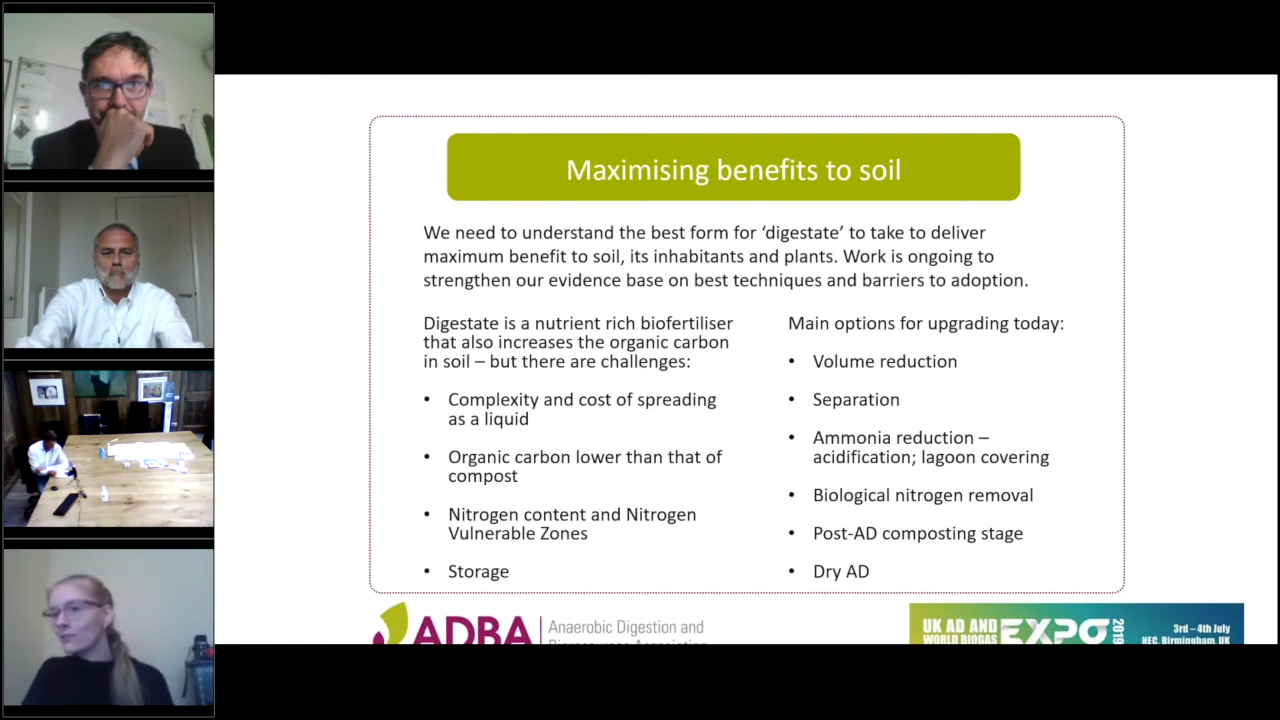 Maximising benefits to soil
We need to understand the best form for ‘digestate’ to take to deliver
maximum benefit to soil, its inhabitants and plants. Work is ongoing to
strengthen our evidence base on best techniques and barriers to adoption.
Digestate is a nutrient rich biofertiliser
that also increases the organic carbon
in soil – but there are challenges:
• Complexity and cost of spreading
as a liquid
• Organic carbon lower than that of
compost
• Nitrogen content and Nitrogen
Vulnerable Zones
• Storage
Main options for upgrading today:
• Volume reduction
• Separation
• Ammonia reduction –
acidification; lagoon covering
• Biological nitrogen removal
• Post-AD composting stage
• Dry AD
ADBA
Anaerobic Digestion and
Bioresources Association
UK AD AND
WORLD BIOGAS
EXPO
2019
3rd – 4th July
NEC, Birmingham, UK